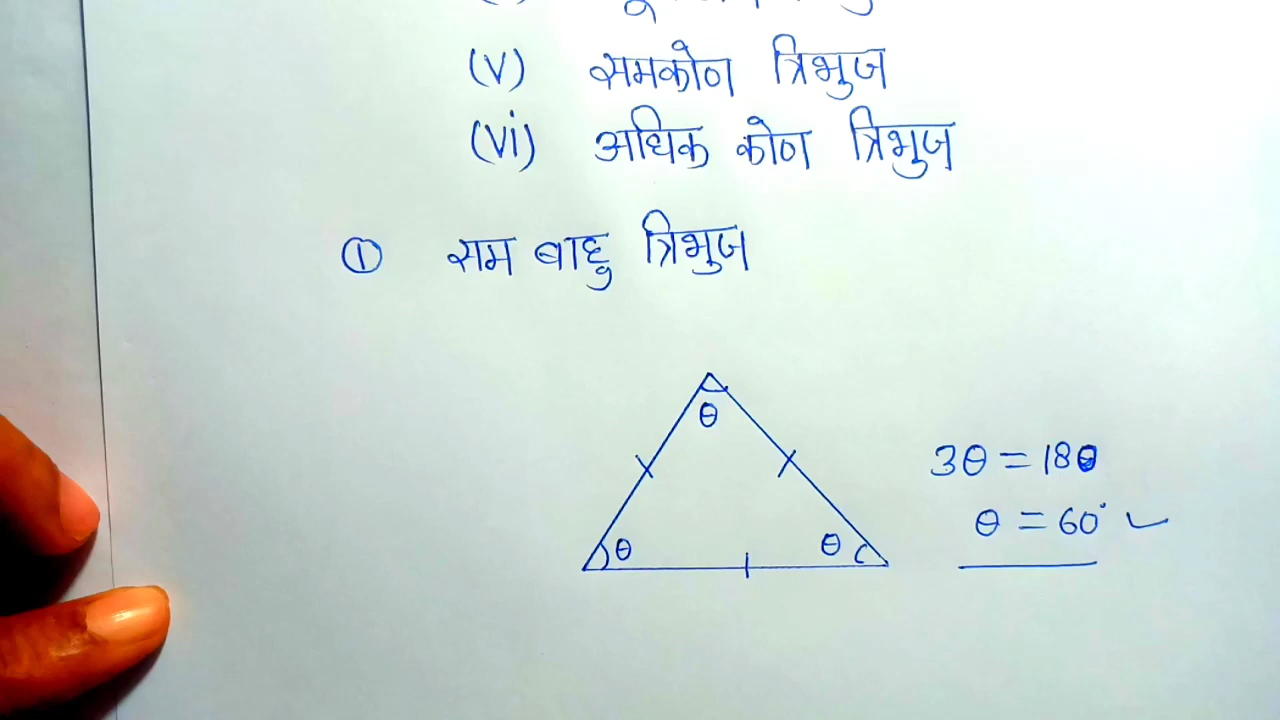 (v) समकोण त्रिभुज
(vi) अधिक कोण त्रिभुज
① सम बाहु त्रिभुज
θ
3θ = 180
θ = 60°
θ θ